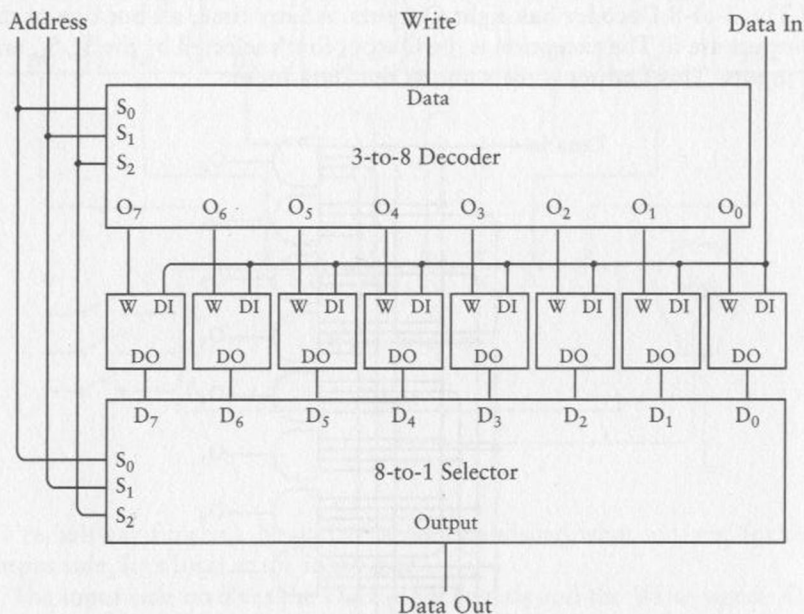 Address Write Data In
Data
S₀
S₁
3-to-8 Decoder
S₂
O₇ O₆ O₅ O₄ O₃ O₂ O₁ O₀
W DI W DI W DI W DI W DI W DI W DI W DI
DO DO DO DO DO DO DO DO
D₇ D₆ D₅ D₄ D₃ D₂ D₁ D₀
S₀
8-to-1 Selector
S₁
S₂
Output
Data Out